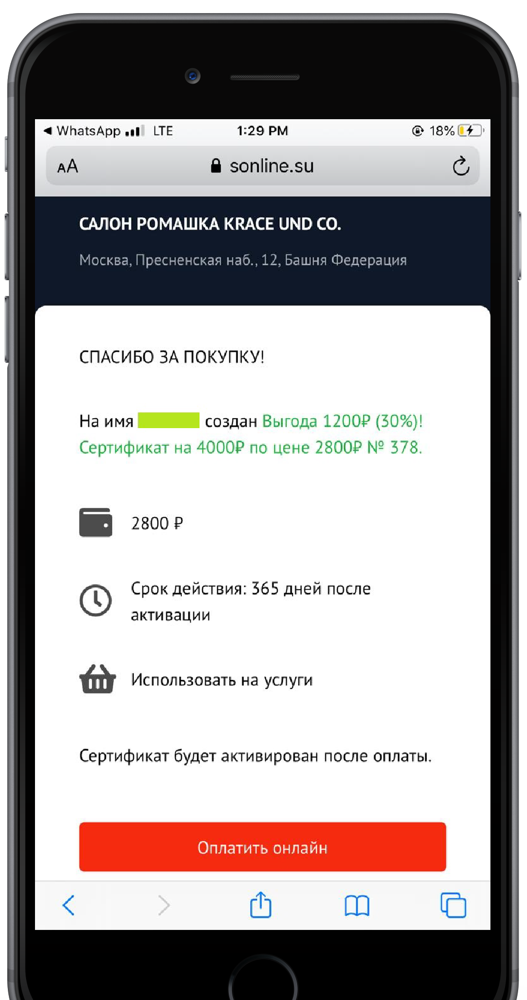 ◀ WhatsApp LTE 1:29 PM 18%
AA sonline.su
САЛОН РОМАШКА KRACE UND CO.
Москва, Пресненская наб., 12, Башня Федерация
СПАСИБО ЗА ПОКУПКУ!
На имя создан Выгода 1200₽ (30%)!
Сертификат на 4000₽ по цене 2800₽ № 378.
2800 ₽
Срок действия: 365 дней после
активации
Использовать на услуги
Сертификат будет активирован после оплаты.
Оплатить онлайн